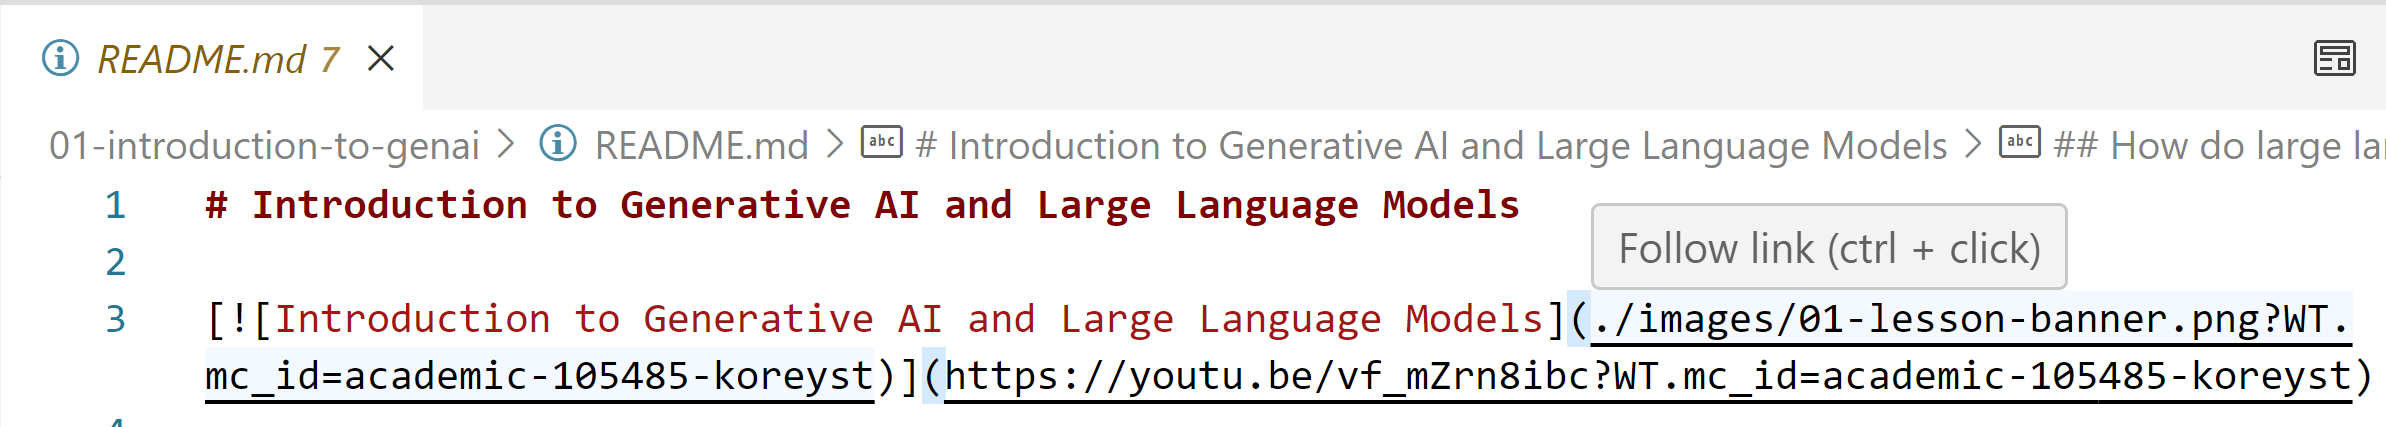 README.md 7
01-introduction-to-genai > README.md > abc # Introduction to Generative AI and Large Language Models > abc ## How do large la
1 # Introduction to Generative AI and Large Language Models
Follow link (ctrl + click)
2
3 [![Introduction to Generative AI and Large Language Models](./images/01-lesson-banner.png?WT.
mc_id=academic-105485-koreyst)](https://youtu.be/vf_mZrn8ibc?WT.mc_id=academic-105485-koreyst)
4